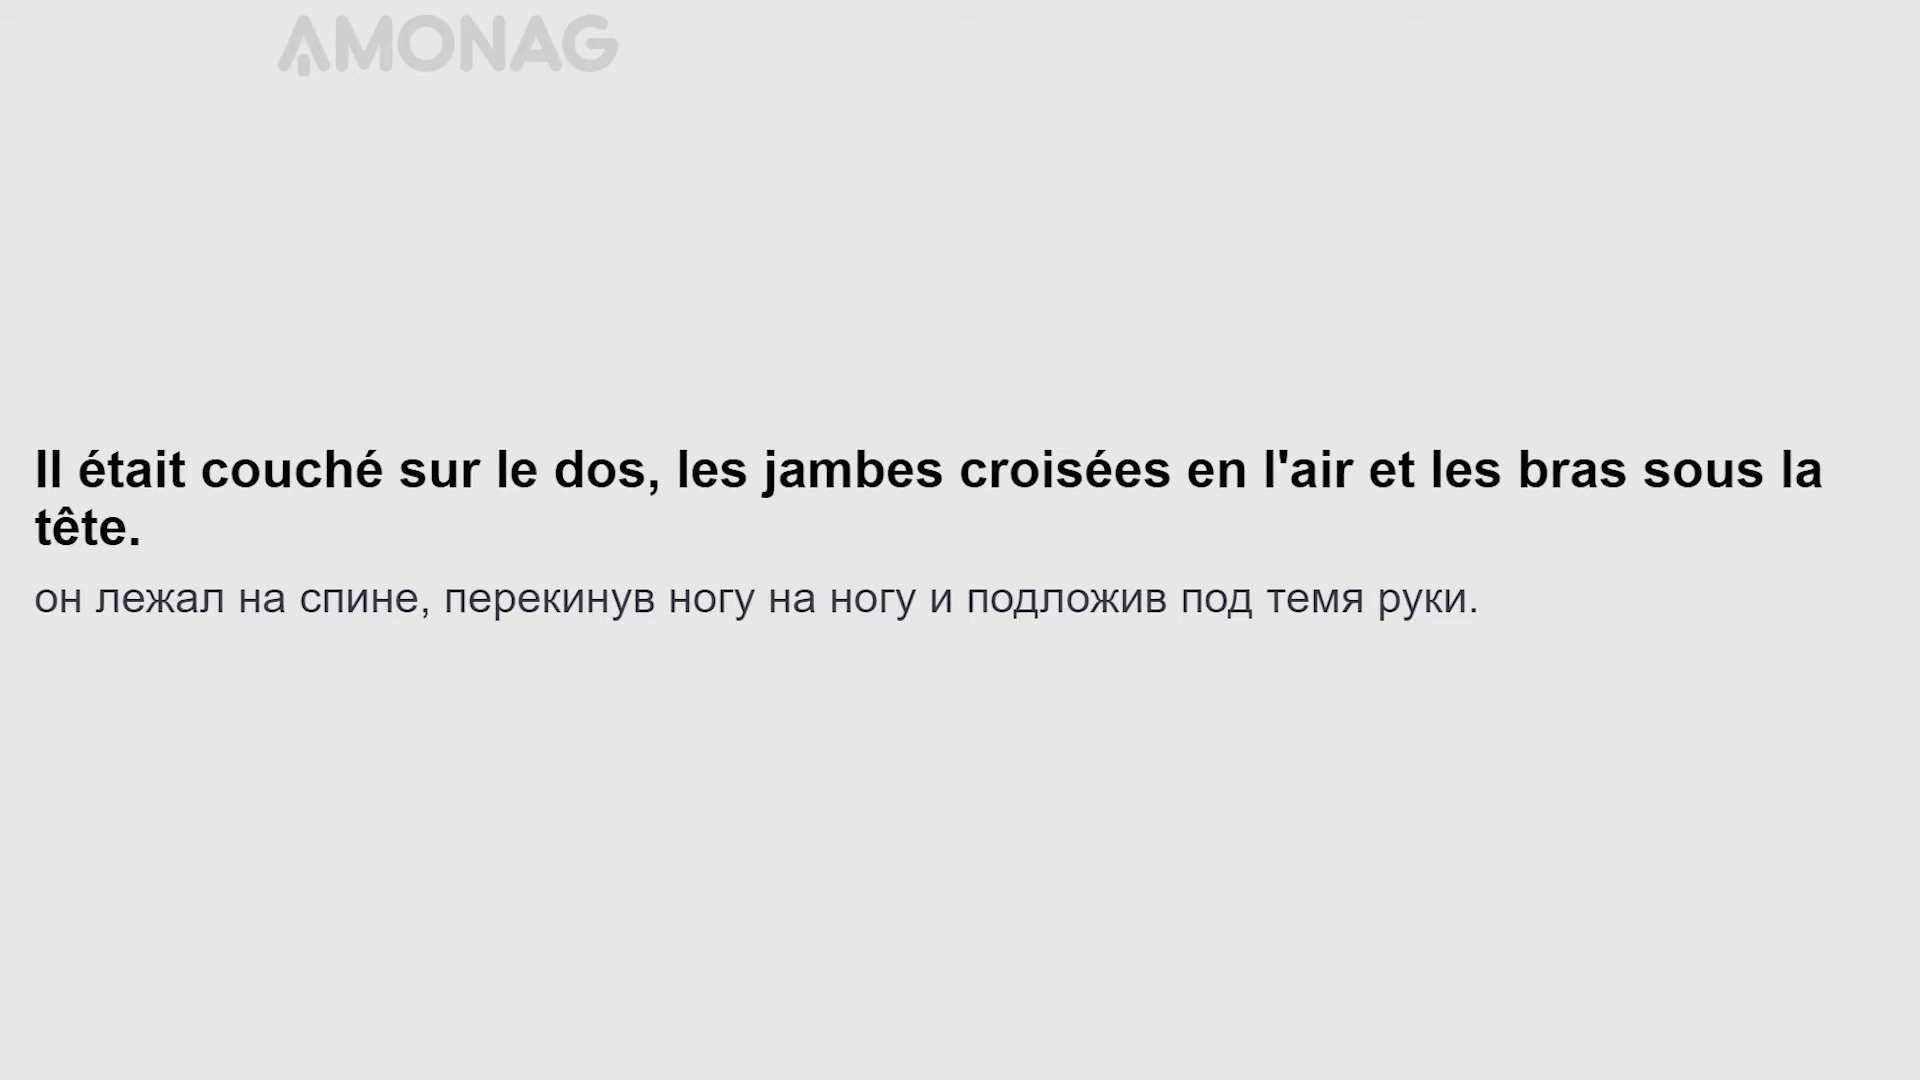 AMONAG
Il était couché sur le dos, les jambes croisées en l'air et les bras sous la
tête.
он лежал на спине, перекинув ногу на ногу и подложив под темя руки.